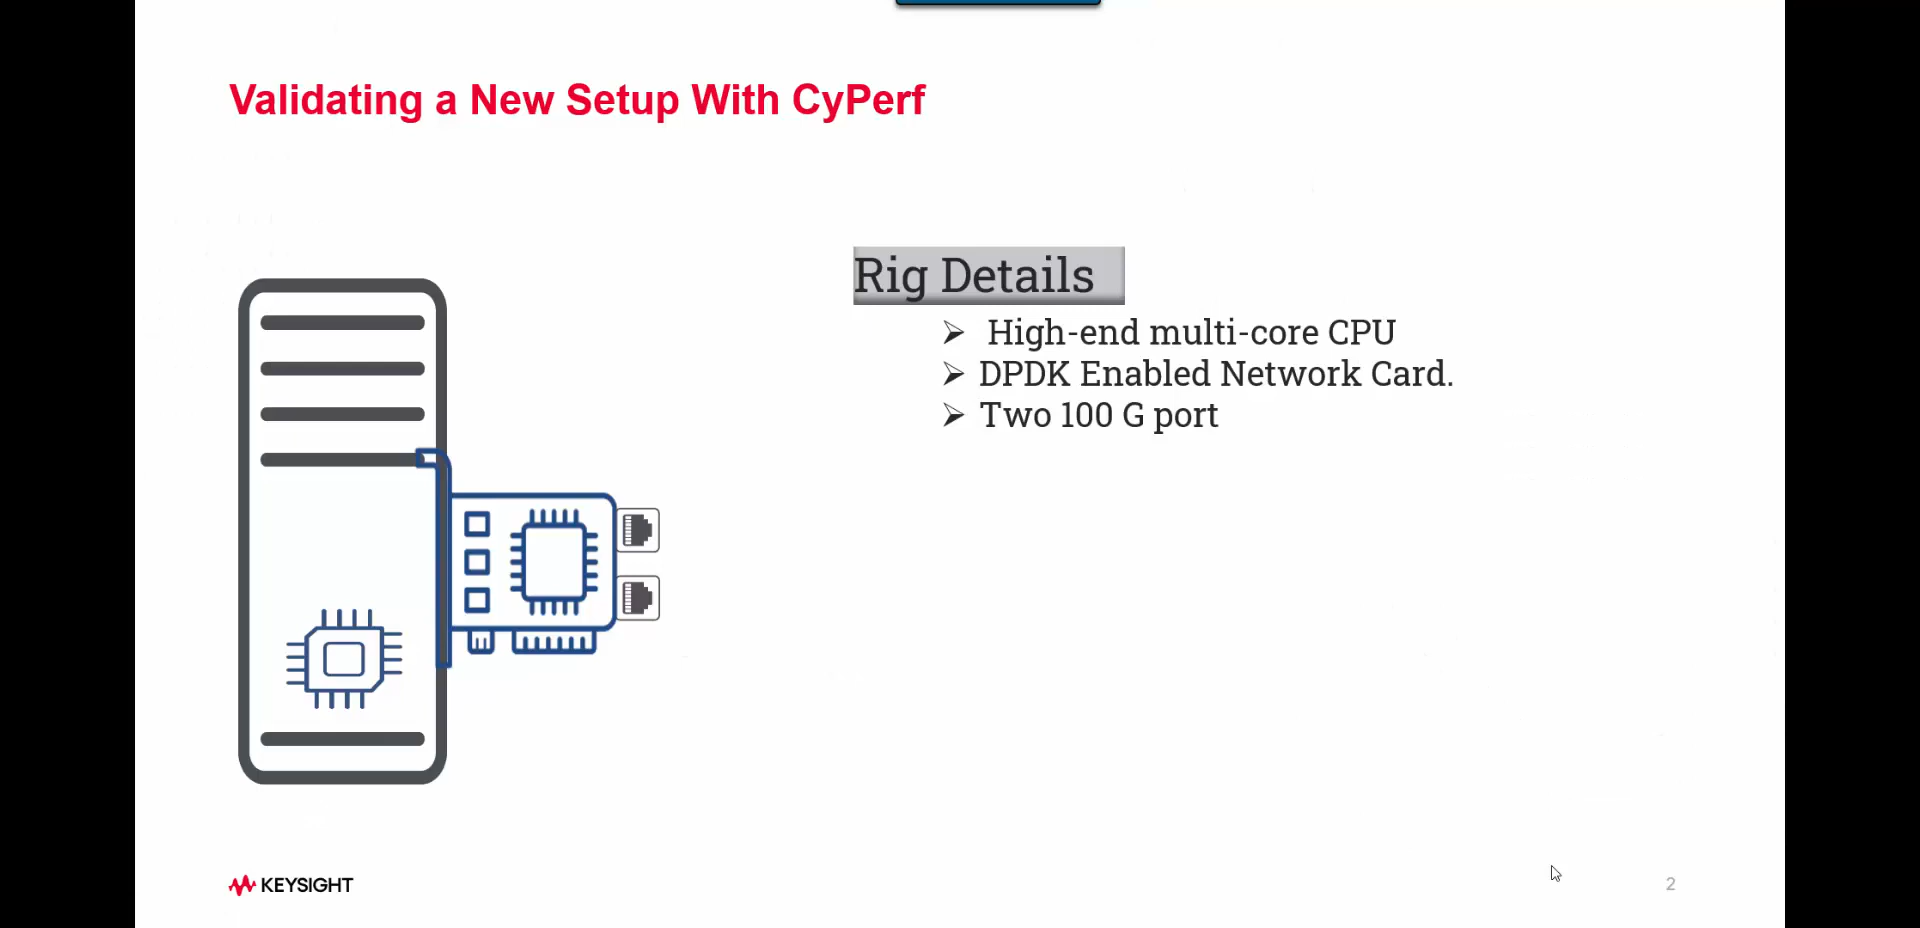 Validating a New Setup With CyPerf
Rig Details
➢ High-end multi-core CPU
➢ DPDK Enabled Network Card.
➢ Two 100 G port
KEYSIGHT
2